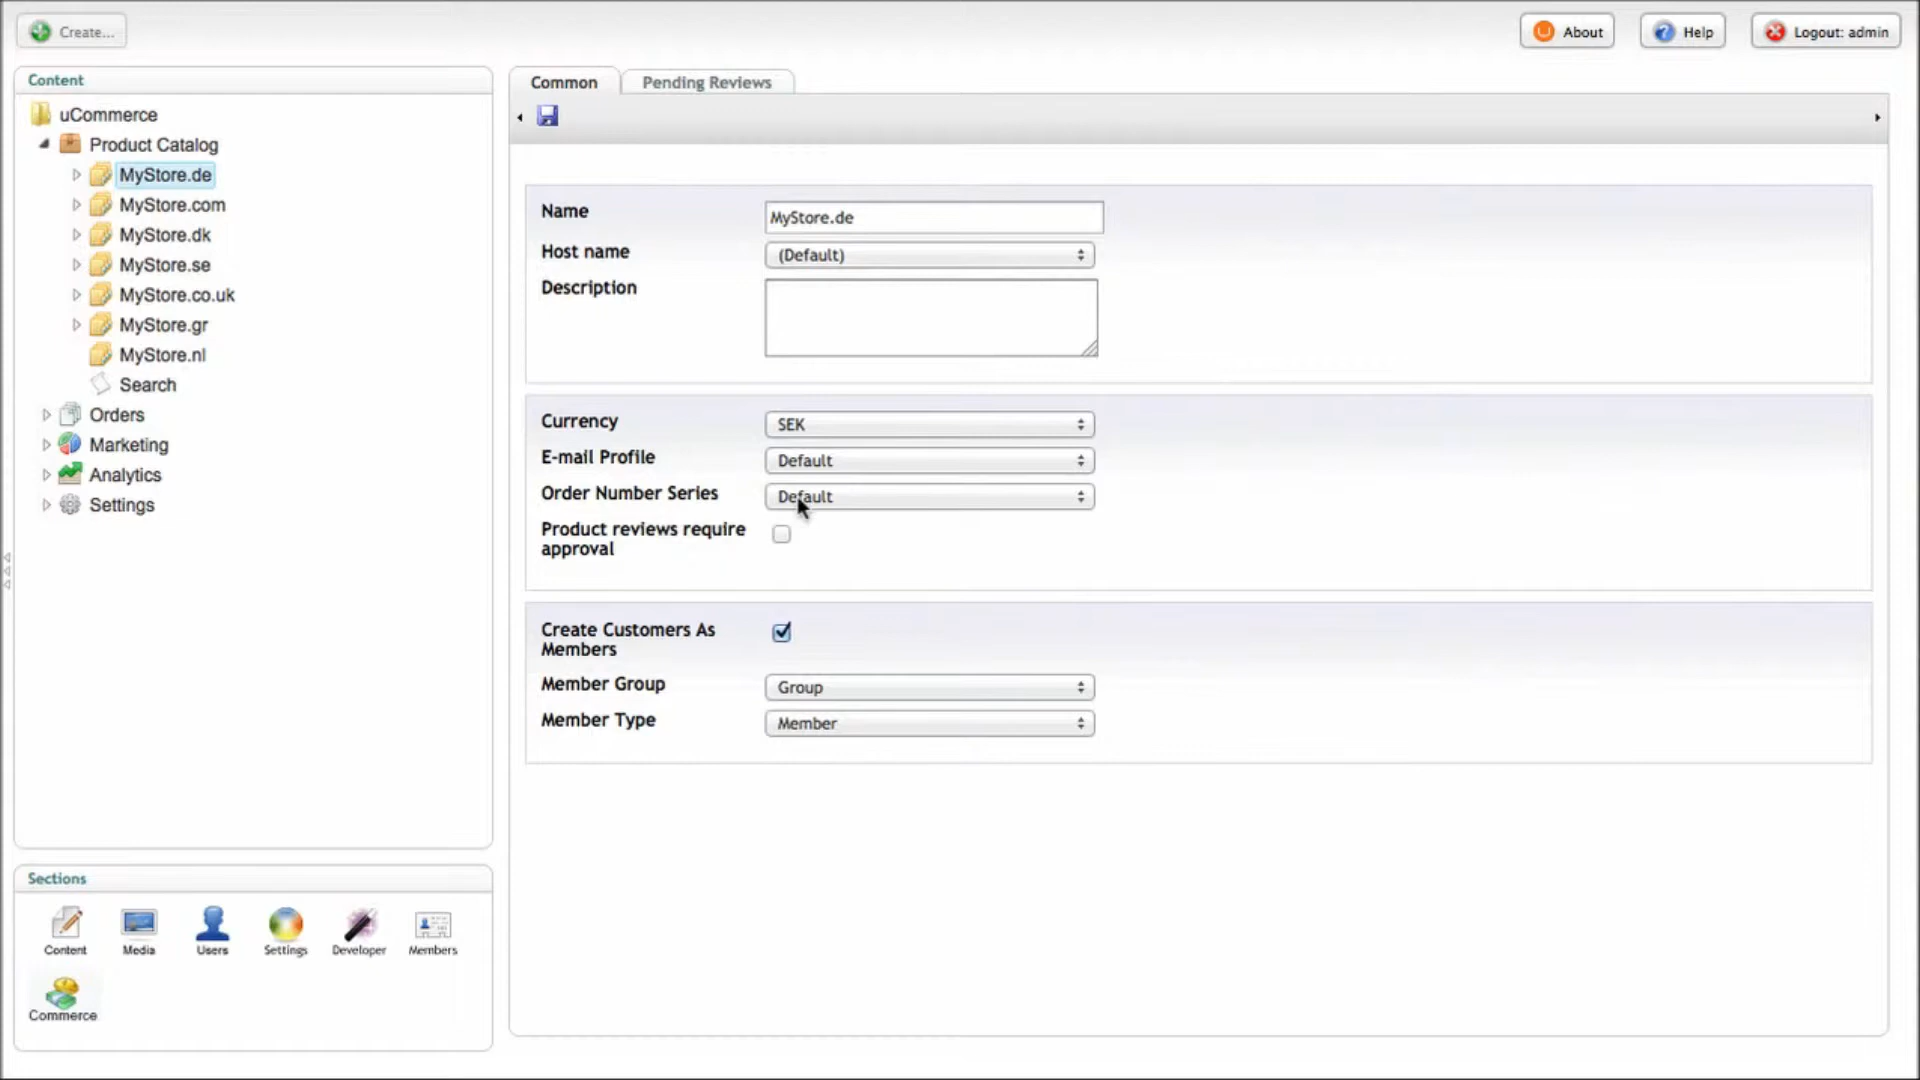 Create...
About
Help
Logout: admin
Content
uCommerce
Product Catalog
MyStore.de
MyStore.com
MyStore.dk
MyStore.se
MyStore.co.uk
MyStore.gr
MyStore.nl
Search
Orders
Marketing
Analytics
Settings
Sections
Content
Media
Users
Settings
Developer
Members
Commerce
Common
Pending Reviews
Name
MyStore.de
Host name
(Default)
Description
Currency
SEK
E-mail Profile
Default
Order Number Series
Default
Product reviews require
approval
Create Customers As
Members
Member Group
Group
Member Type
Member